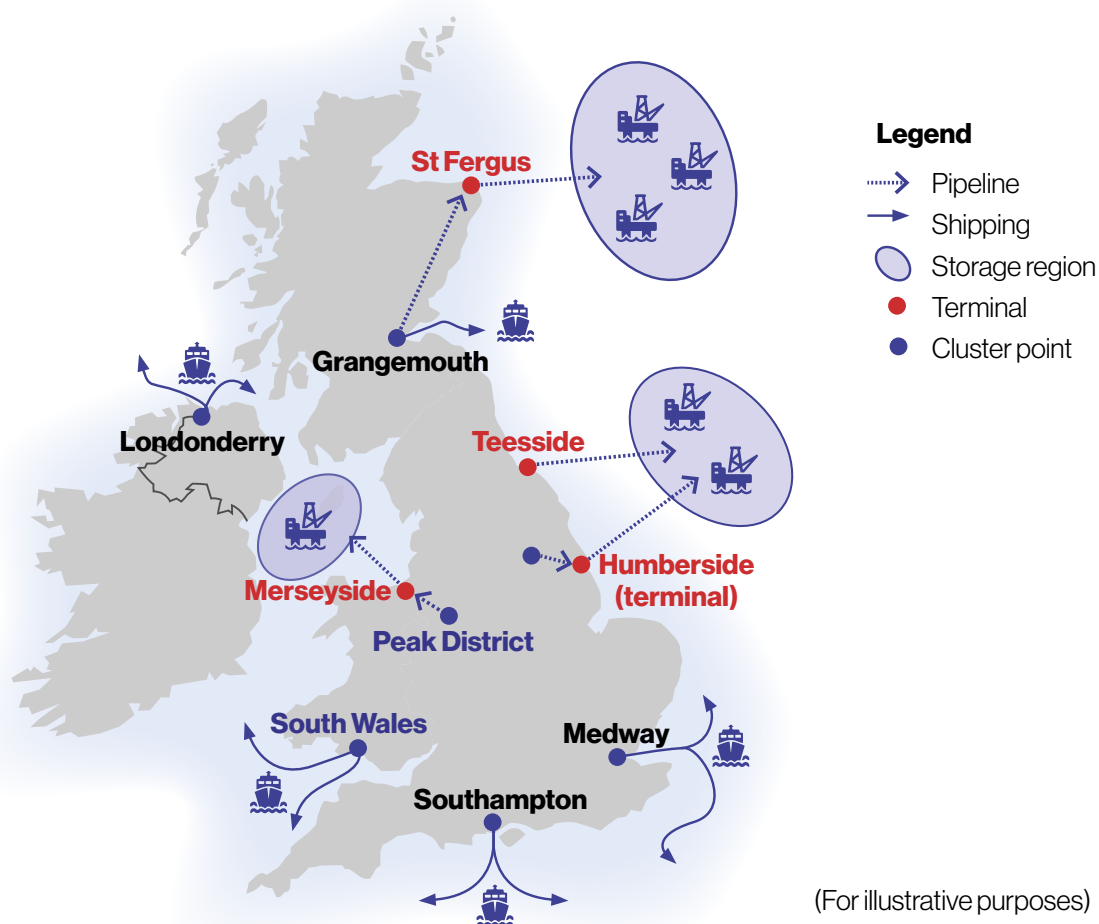 St Fergus
Grangemouth
Londonderry
Teesside
Humberside
(terminal)
Merseyside
Peak District
South Wales
Medway
Southampton
Legend
Pipeline
Shipping
Storage region
Terminal
Cluster point
(For illustrative purposes)